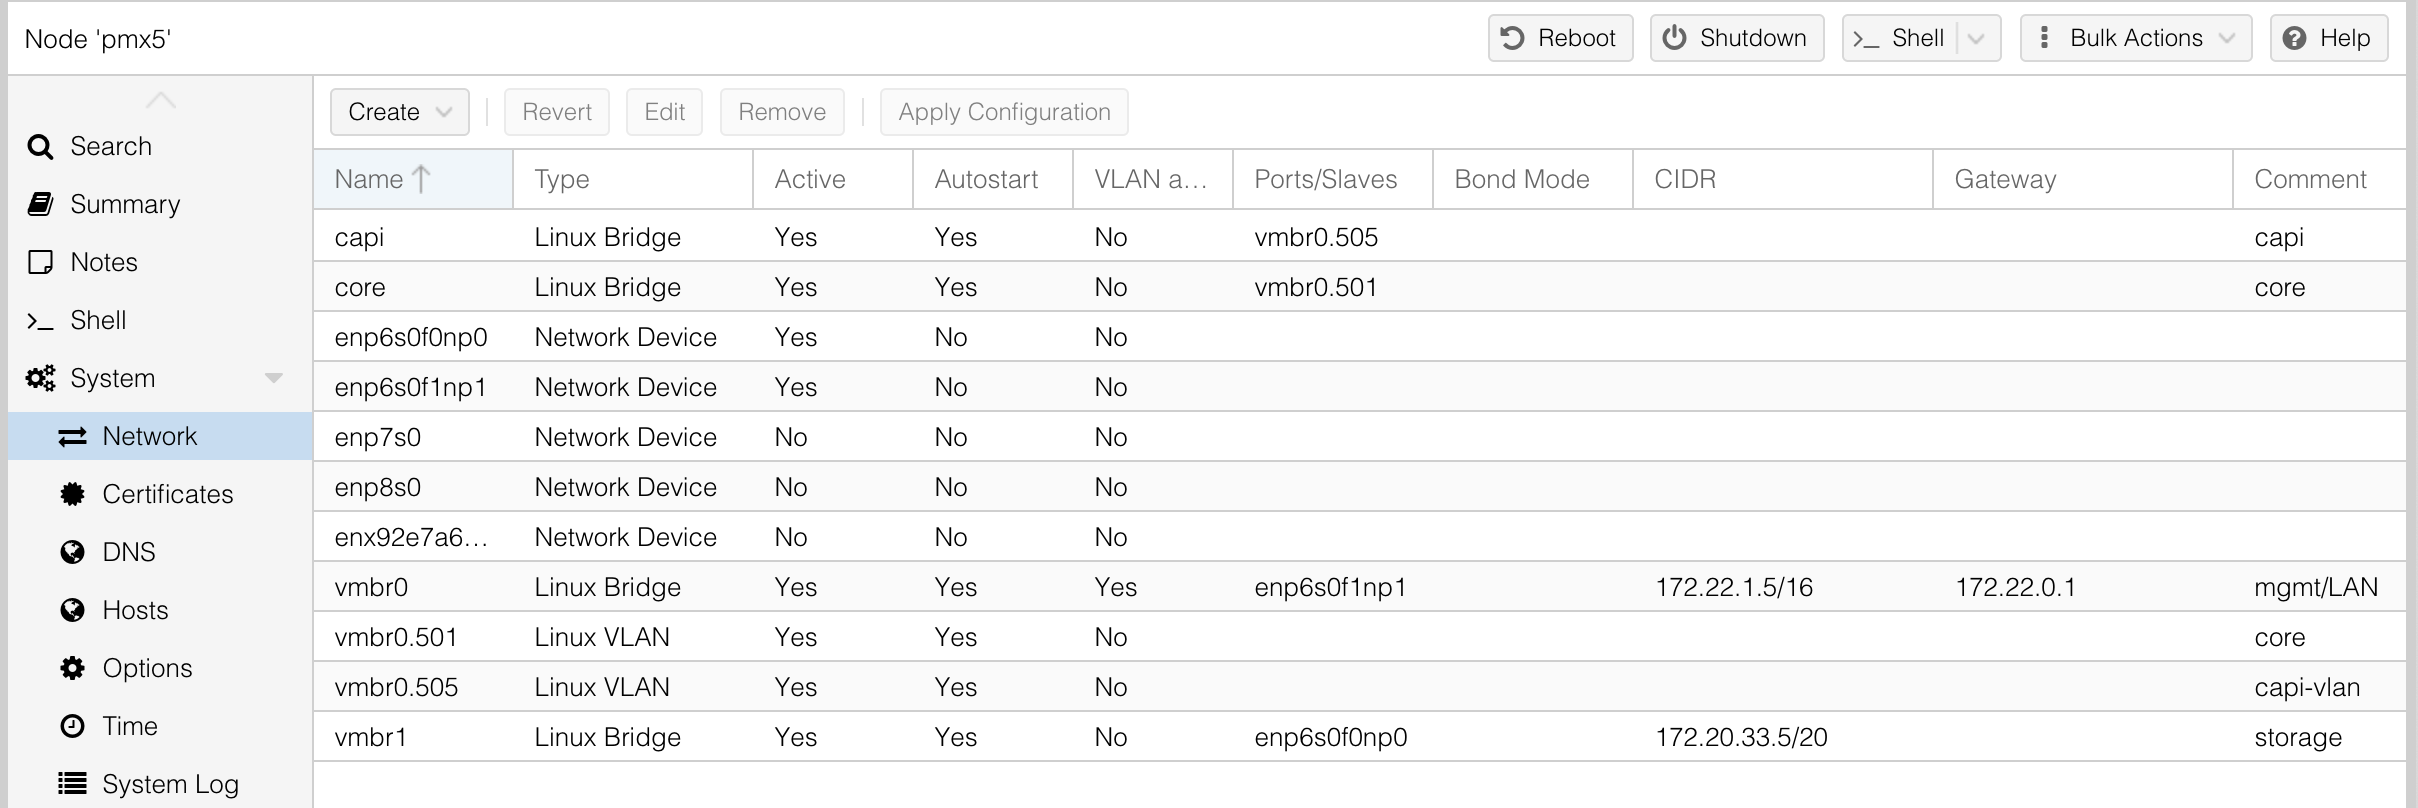 Node 'pmx5' Reboot Shutdown Shell Bulk Actions Help
Search
Summary
Notes
Shell
System
Network
Certificates
DNS
Hosts
Options
Time
System Log
Create Revert Edit Remove Apply Configuration
Name Type Active Autostart VLAN a... Ports/Slaves Bond Mode CIDR Gateway Comment
capi Linux Bridge Yes Yes No vmbr0.505 capi
core Linux Bridge Yes Yes No vmbr0.501 core
enp6s0f0np0 Network Device Yes No No
enp6s0f1np1 Network Device Yes No No
enp7s0 Network Device No No No
enp8s0 Network Device No No No
enx92e7a6... Network Device No No No
vmbr0 Linux Bridge Yes Yes Yes enp6s0f1np1 172.22.1.5/16 172.22.0.1 mgmt/LAN
vmbr0.501 Linux VLAN Yes Yes No core
vmbr0.505 Linux VLAN Yes Yes No capi-vlan
vmbr1 Linux Bridge Yes Yes No enp6s0f0np0 172.20.33.5/20 storage